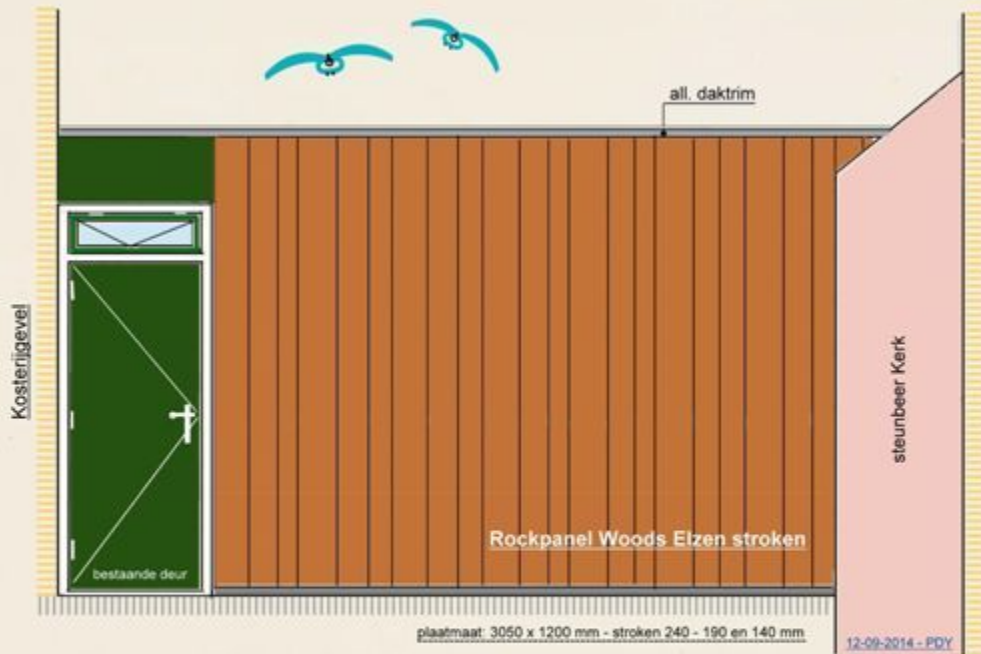 all. daktrim
Kosterijgevel
steunbeer Kerk
Rockpanel Woods Elzen stroken
bestaande deur
plaatmaat: 3050 x 1200 mm - stroken 240 - 190 en 140 mm
12-09-2014 - PDY